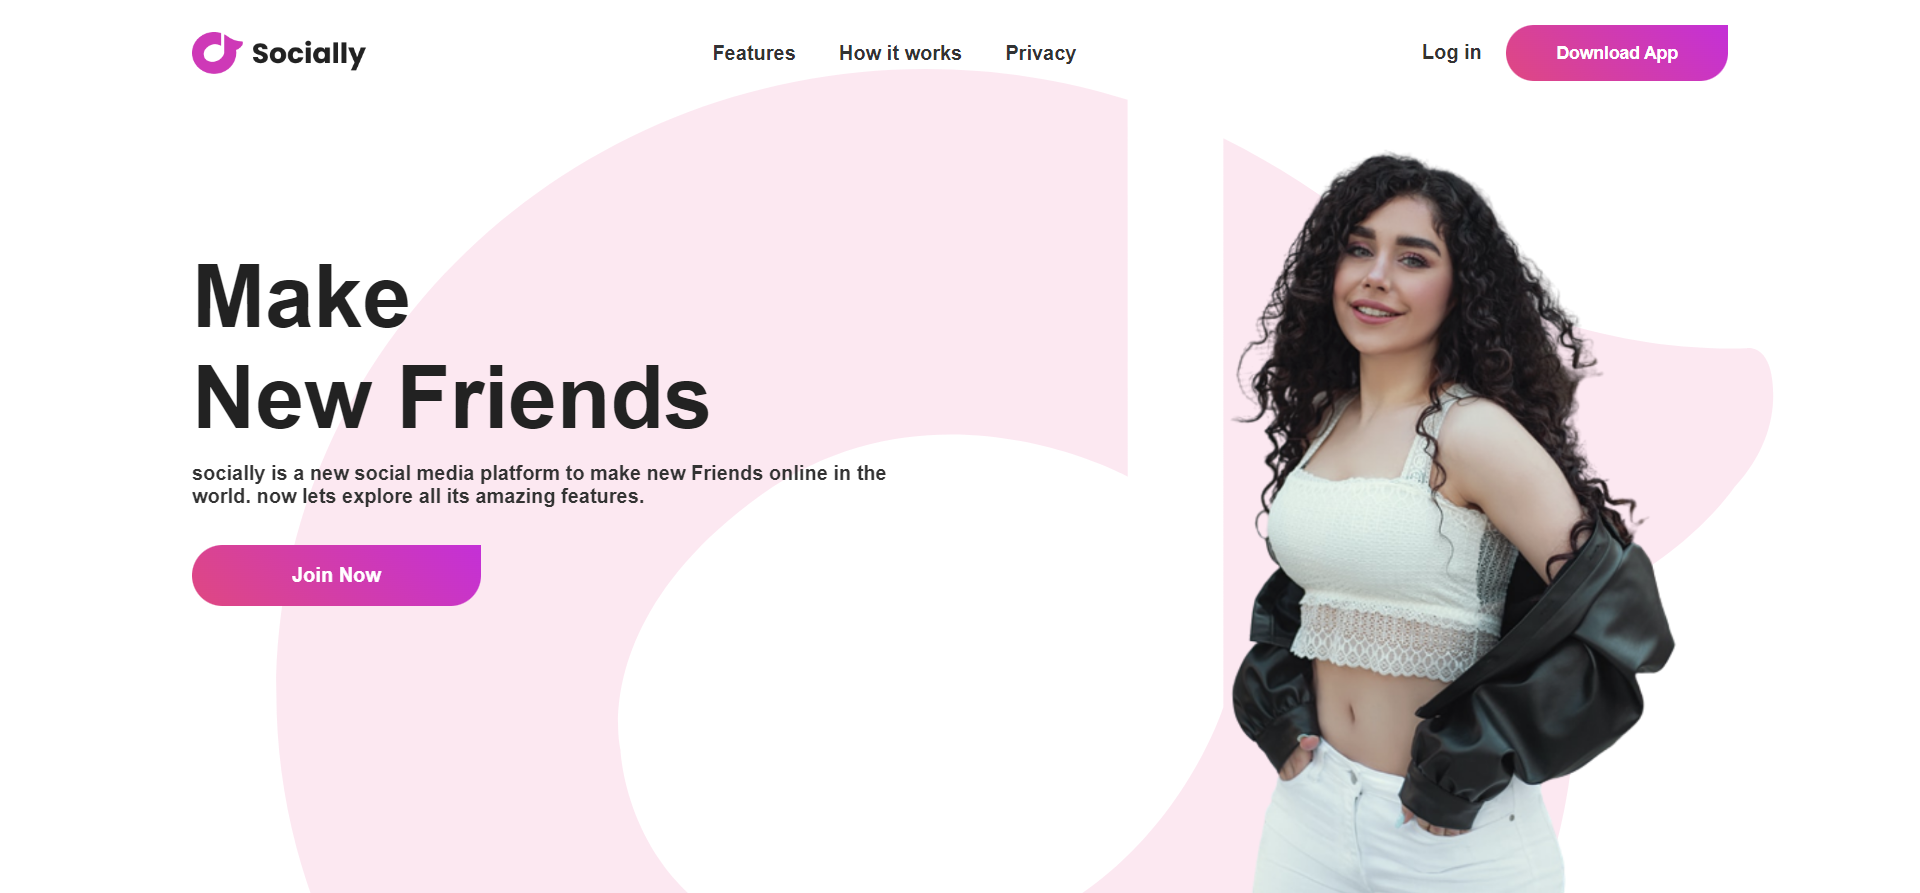 Socially
Features
How it works
Privacy
Log in
Download App
Make
New Friends
socially is a new social media platform to make new Friends online in the
world. now lets explore all its amazing features.
Join Now